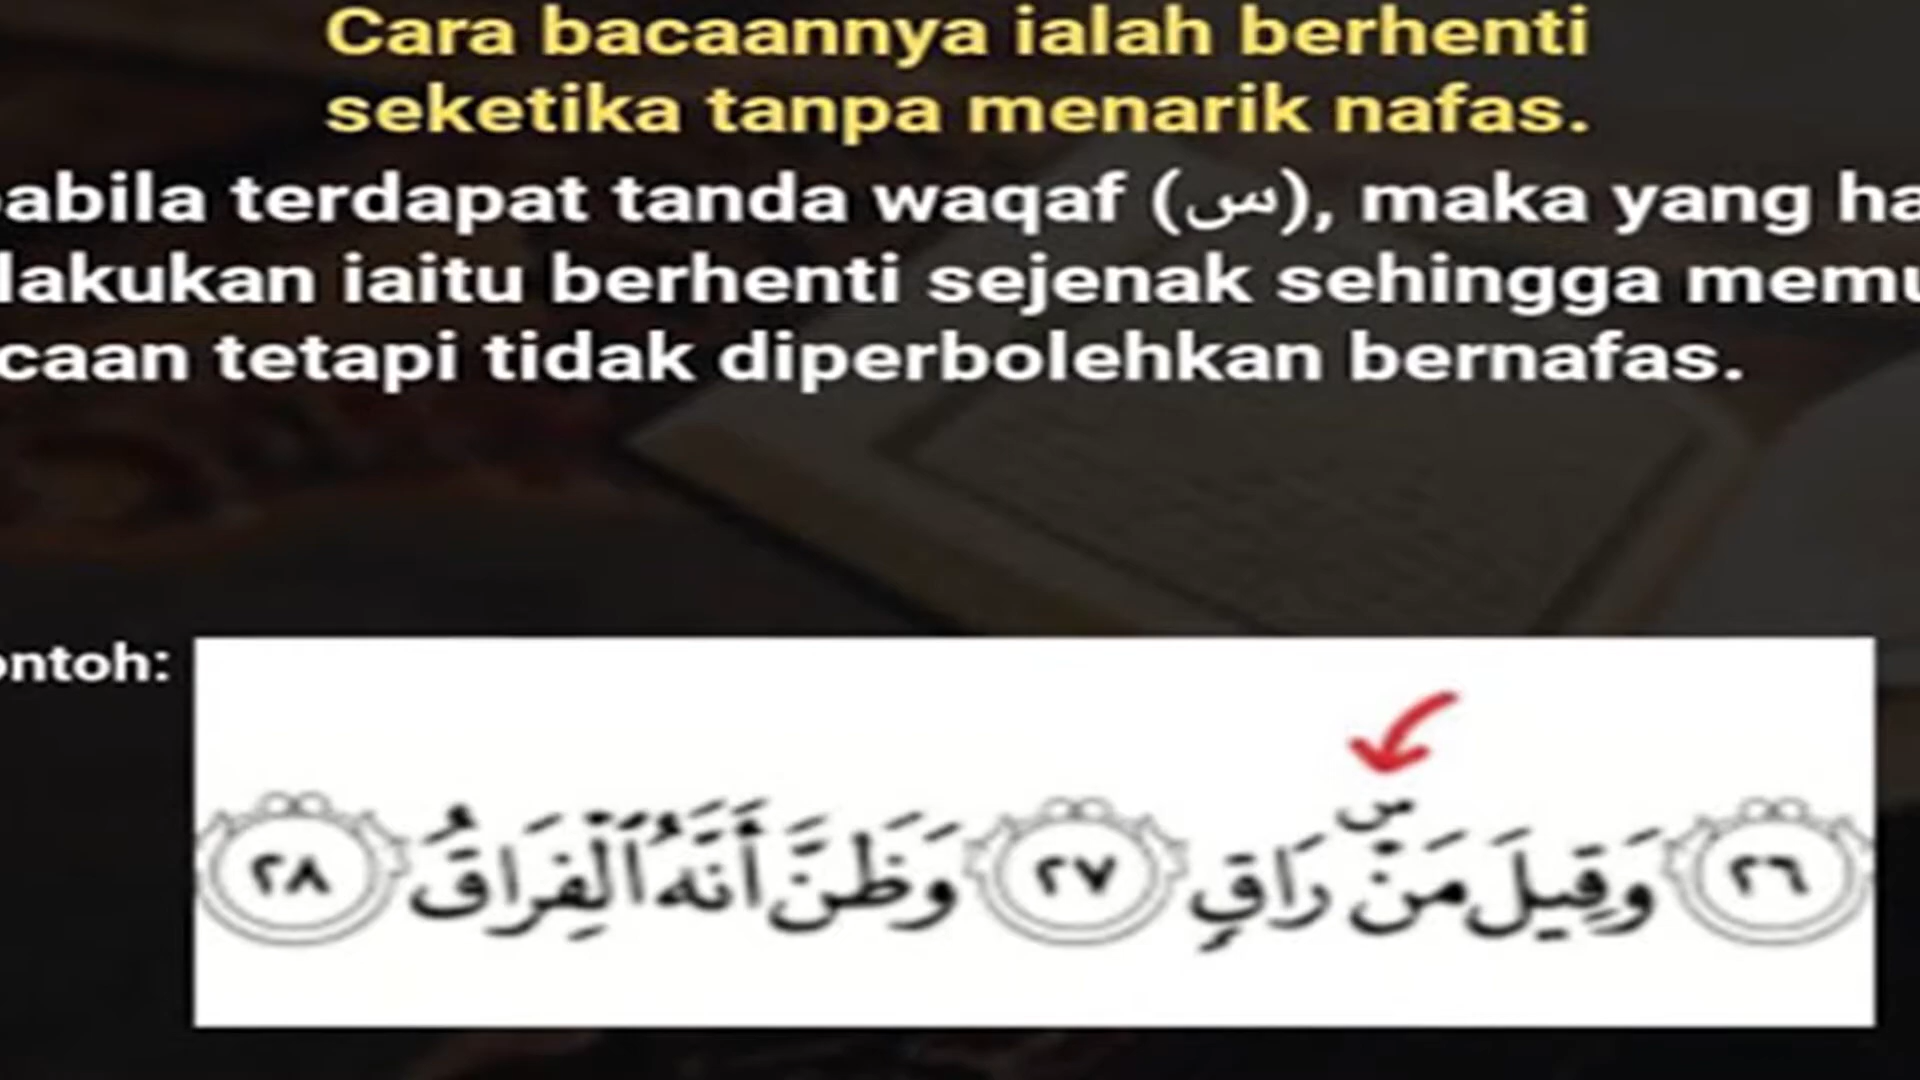 Cara bacaannya ialah berhenti
seketika tanpa menarik nafas.
abila terdapat tanda waqaf (س), maka yang ha
lakukan iaitu berhenti sejenak sehingga memu
caan tetapi tidak diperbolehkan bernafas.
ontoh:
٢٦ وَقِيلَ مَنْ ۜ رَاقٍ ٢٧ وَظَنَّ أَنَّهُ الْفِرَاقُ ٢٨